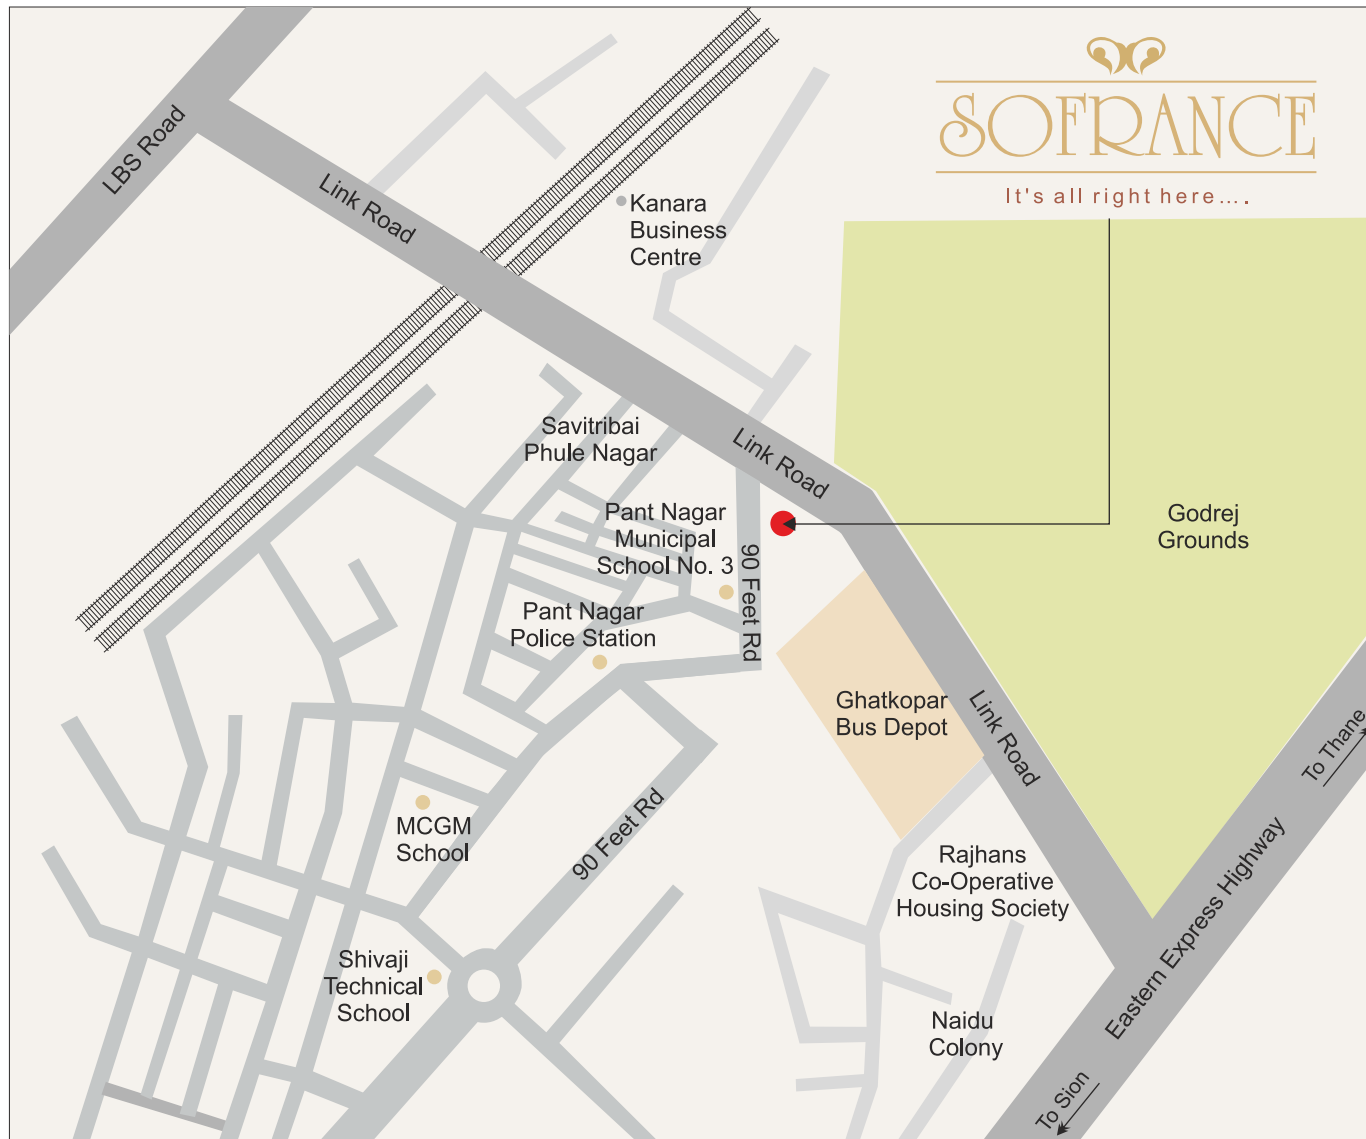 SOFRANCE
It's all right here....
LBS Road
Link Road
Kanara
Business
Centre
Savitribai
Phule Nagar
Link Road
Pant Nagar
Municipal
School No. 3
90 Feet Rd
Godrej
Grounds
Pant Nagar
Police Station
Ghatkopar
Bus Depot
Link Road
To Thane
MCGM
School
90 Feet Rd
Rajhans
Co-Operative
Housing Society
Eastern Express Highway
Shivaji
Technical
School
Naidu
Colony
To Sion